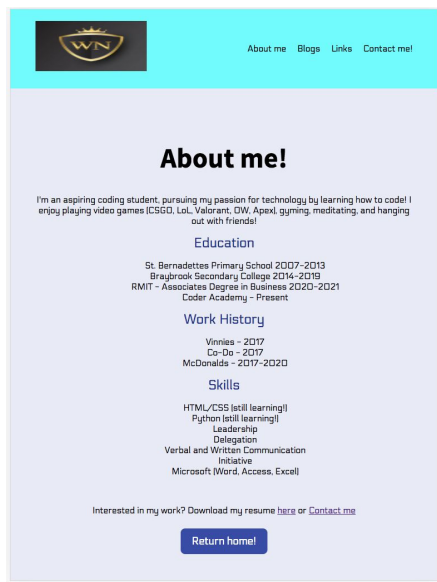 WN
About me Blogs Links Contact me!
About me!
I'm an aspiring coding student, pursuing my passion for technology by learning how to code! I
enjoy playing video games (CSGO, LoL, Valorant, OW, Apex), gyming, meditating, and hanging
out with friends!
Education
St. Bernadettes Primary School 2007-2013
Braybrook Secondary College 2014-2019
RMIT - Associates Degree in Business 2020-2021
Coder Academy - Present
Work History
Vinnies - 2017
Co-Do - 2017
McDonalds - 2017-2020
Skills
HTML/CSS (still learning!)
Python (still learning!)
Leadership
Delegation
Verbal and Written Communication
Initiative
Microsoft (Word, Access, Excel)
Interested in my work? Download my resume here or Contact me
Return home!